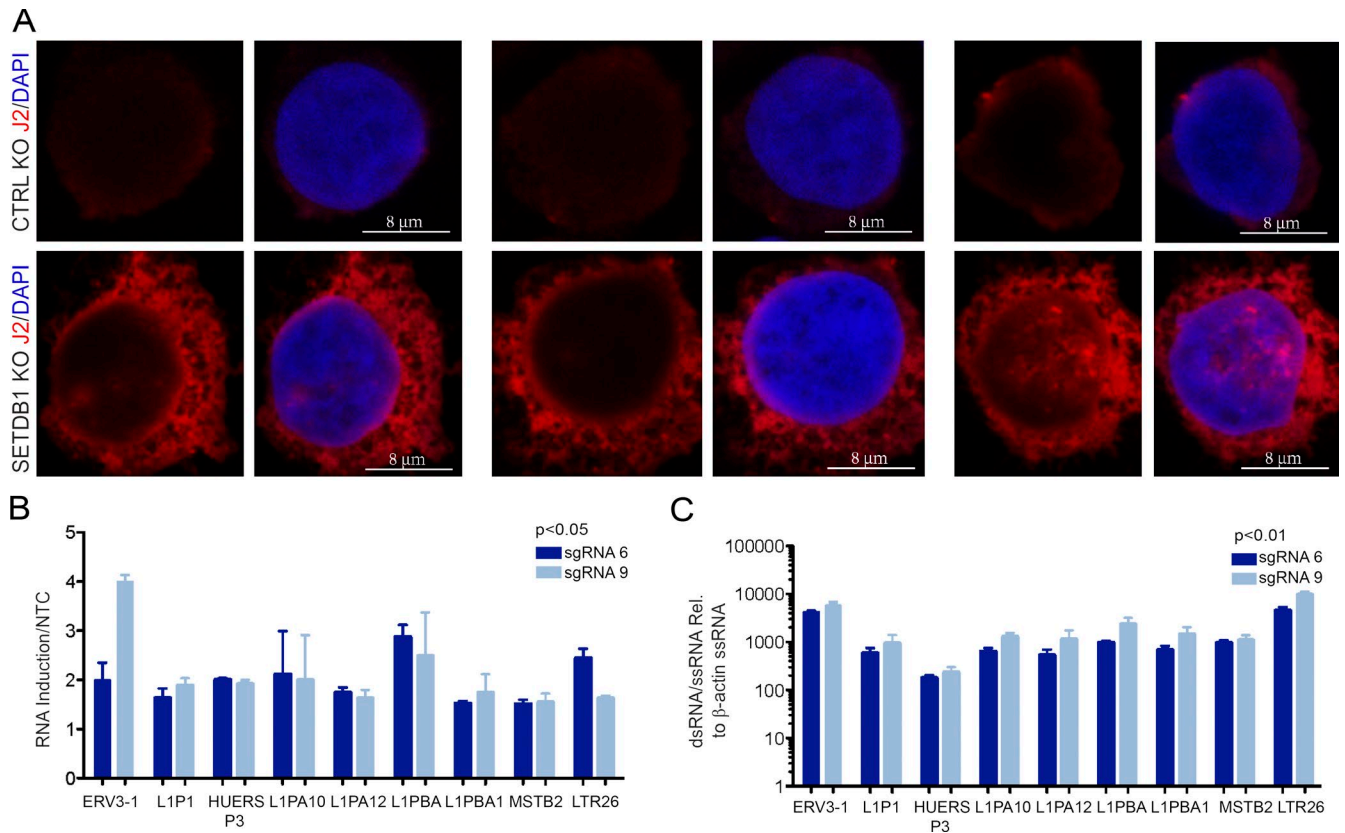 A
CTRL KO J2/DAPI
8 µm
8 µm
8 µm
SETDB1 KO J2/DAPI
8 µm
8 µm
8 µm
B
p<0.05
sgRNA 6
sgRNA 9
RNA Induction/NTC
5
4
3
2
1
0
ERV3-1 L1P1 HUERS L1PA10 L1PA12 L1PBA L1PBA1 MSTB2 LTR26
P3
C
p<0.01
sgRNA 6
sgRNA 9
dsRNA/ssRNA Rel.
to β-actin ssRNA
100000
10000
1000
100
10
1
ERV3-1 L1P1 HUERS L1PA10 L1PA12 L1PBA L1PBA1 MSTB2 LTR26
P3